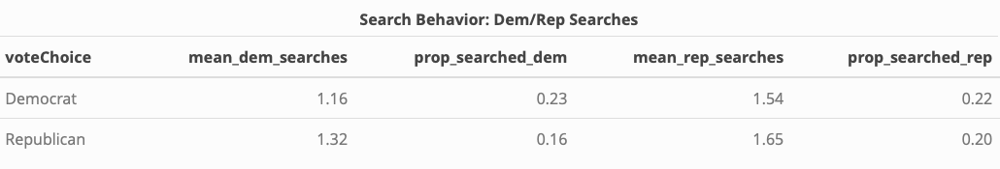 Search Behavior: Dem/Rep Searches
voteChoice mean_dem_searches prop_searched_dem mean_rep_searches prop_searched_rep
Democrat 1.16 0.23 1.54 0.22
Republican 1.32 0.16 1.65 0.20